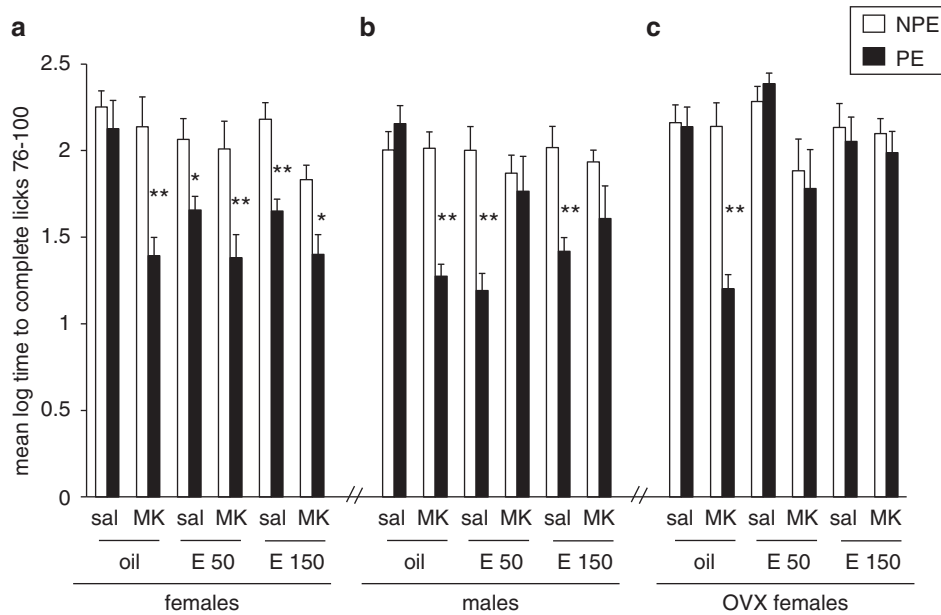 a b c
NPE
PE
mean log time to complete licks 76-100
2.5
2
1.5
1
0.5
0
** * ** ** *
** ** **
**
sal MK sal MK sal MK // sal MK sal MK sal MK // sal MK sal MK sal MK
oil E 50 E 150 oil E 50 E 150 oil E 50 E 150
females males OVX females